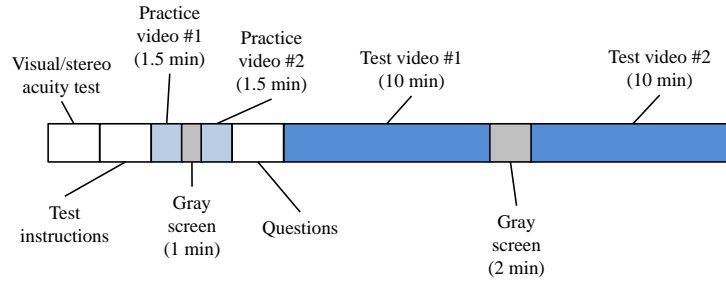 Visual/stereo
acuity test
Practice
video #1
(1.5 min)
Practice
video #2
(1.5 min)
Test video #1
(10 min)
Test video #2
(10 min)
Test
instructions
Gray
screen
(1 min)
Questions
Gray
screen
(2 min)